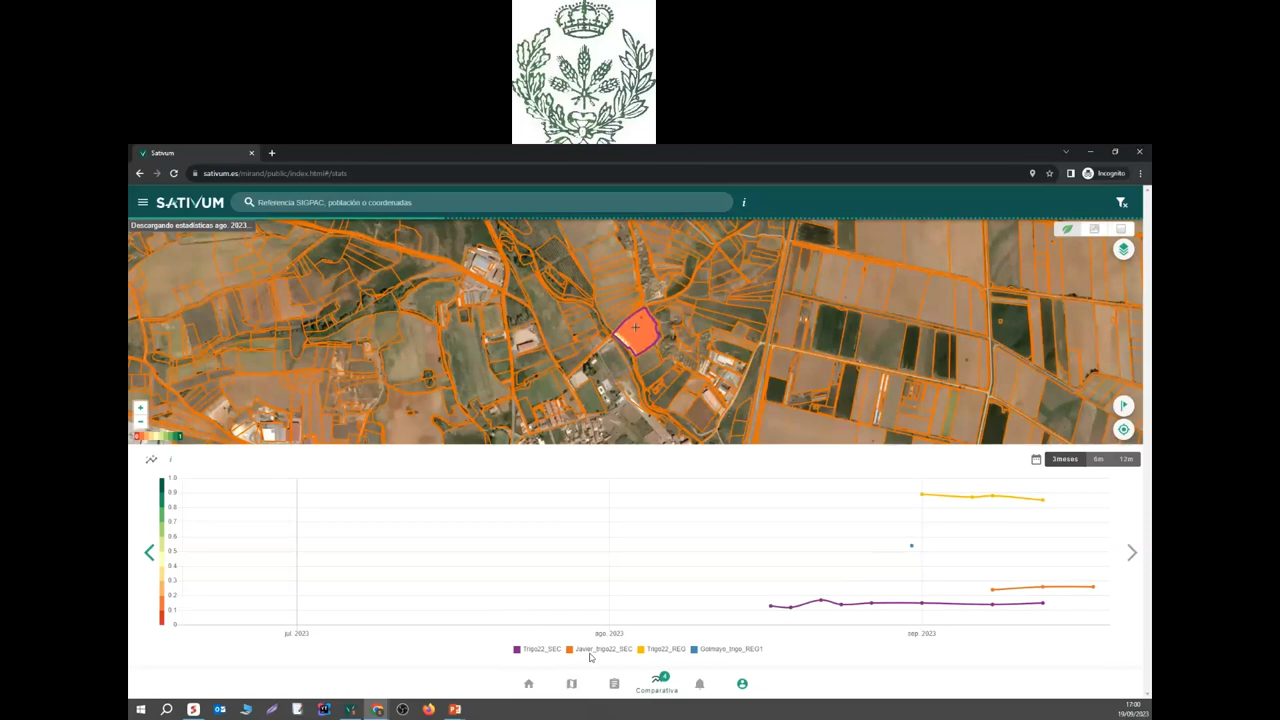 Sativum
sativum.es/mirand/public/index.html#/stats
Incognito
SATIVUM
Referencia SIGPAC, población o coordenadas
i
Descargando estadísticas ago. 2023...
+
-
0
1
i
3meses
6m
12m
1.0
0.9
0.8
0.7
0.6
0.5
0.4
0.3
0.2
0.1
0
jul. 2023
ago. 2023
sep. 2023
Trigo22_SEC
Javier_trigo22_SEC
Trigo22_REG
Golmayo_trigo_REG1
4
Comparativa
17:00
19/09/2023